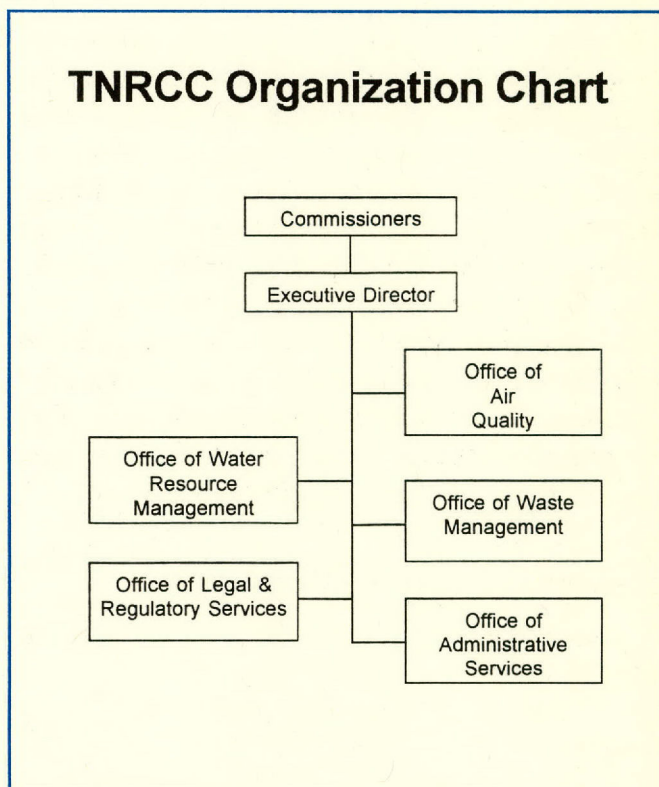 TNRCC Organization Chart
Commissioners
Executive Director
Office of
Air
Quality
Office of Water
Resource
Management
Office of Waste
Management
Office of Legal &
Regulatory Services
Office of
Administrative
Services